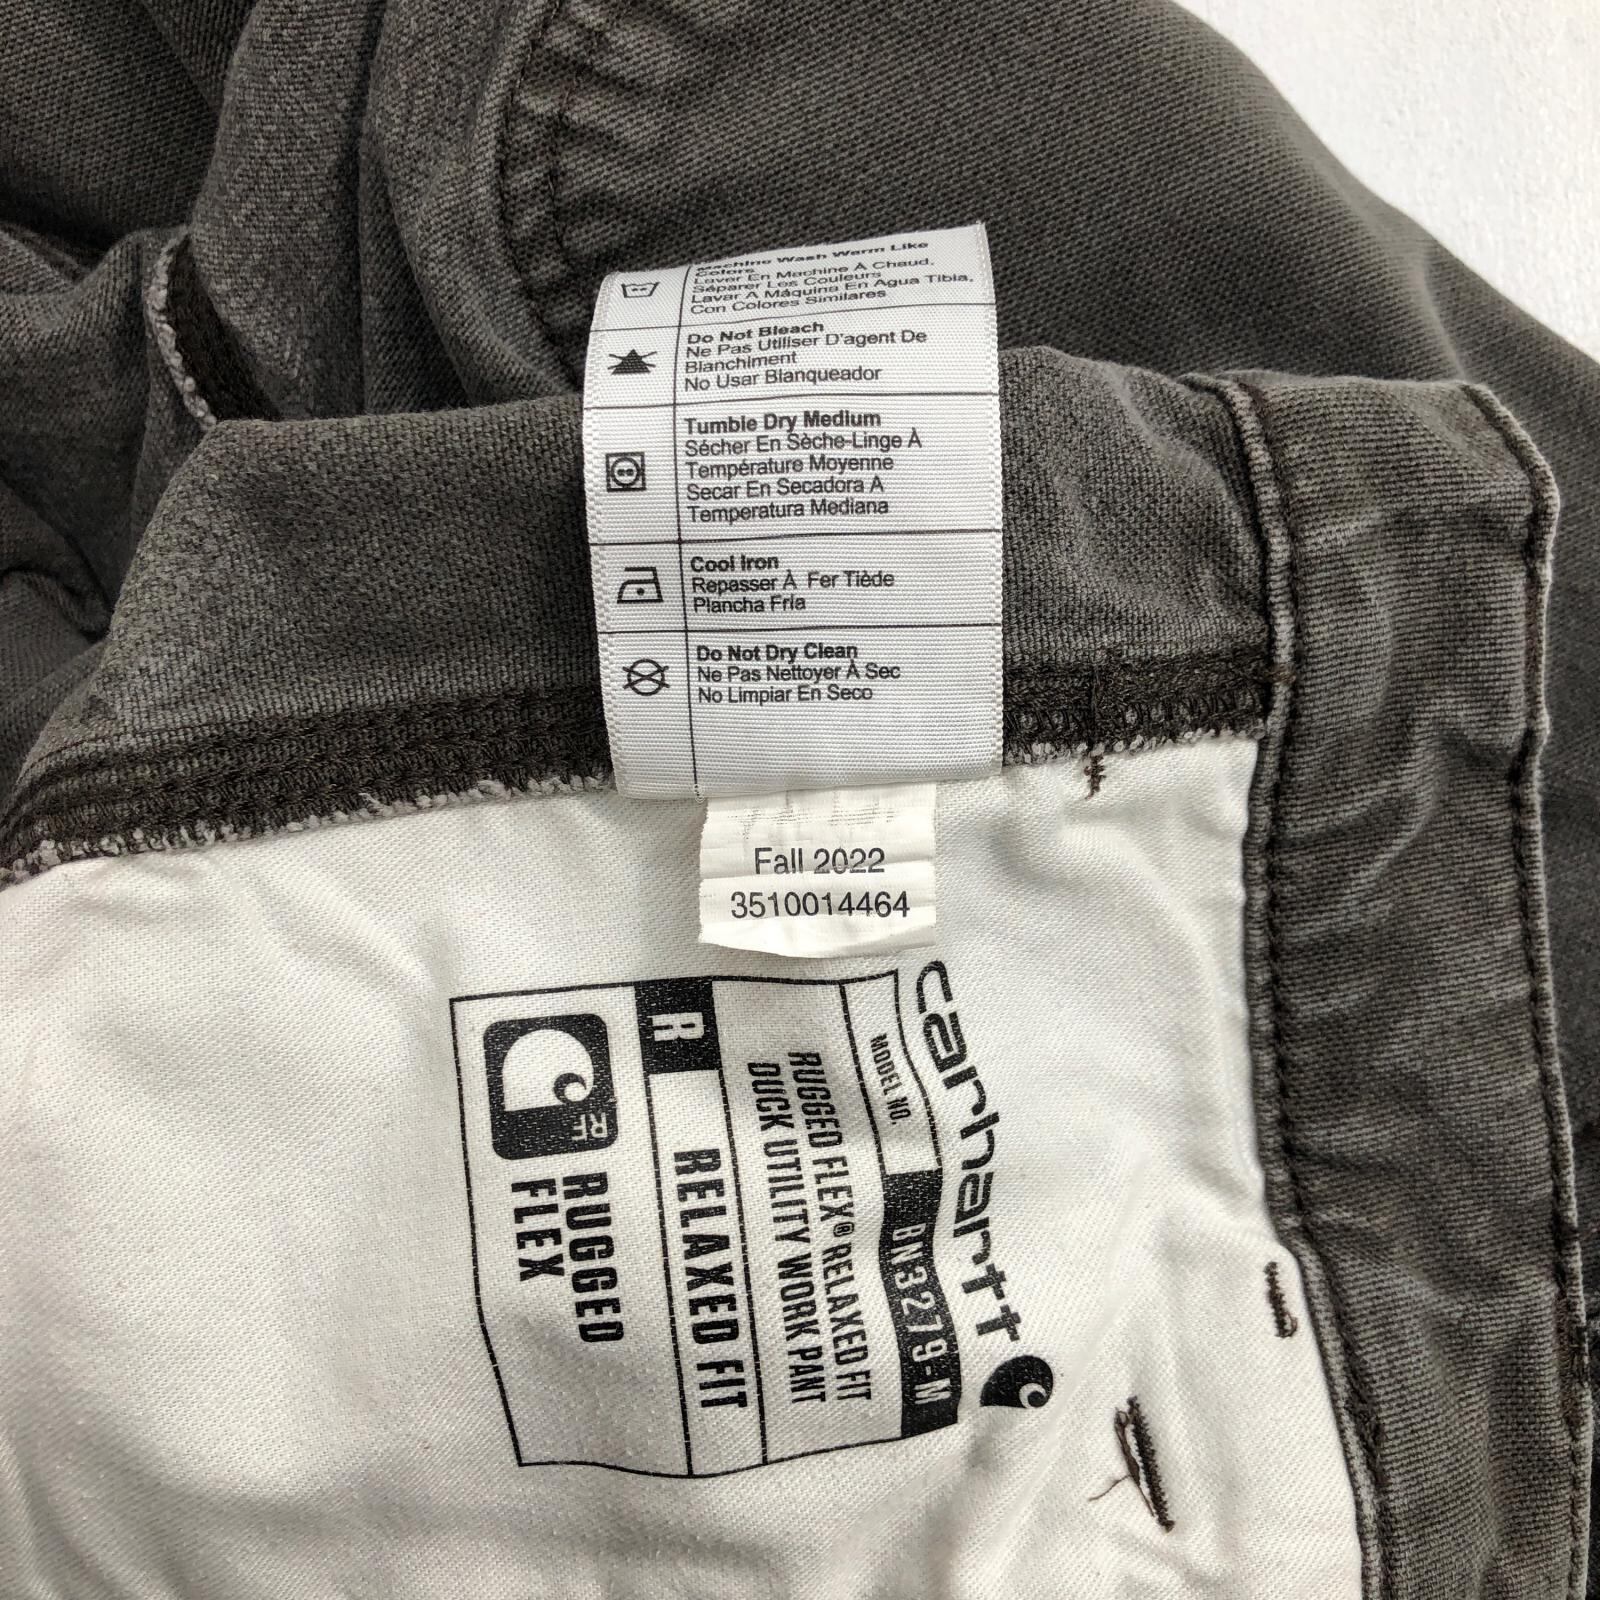 Machine Wash Warm Like
Colors
Laver En Machine À Chaud,
Séparer Les Couleurs
Lavar A Máquina En Agua Tibia,
Con Colores Similares
Do Not Bleach
Ne Pas Utiliser D'agent De
Blanchiment
No Usar Blanqueador
Tumble Dry Medium
Sécher En Sèche-Linge À
Température Moyenne
Secar En Secadora A
Temperatura Mediana
Cool Iron
Repasser À Fer Tiède
Plancha Fría
Do Not Dry Clean
Ne Pas Nettoyer À Sec
No Limpiar En Seco
Fall 2022
3510014464
carhartt
MODEL NO. BN3279-M
RUGGED FLEX® RELAXED FIT
DUCK UTILITY WORK PANT
R RELAXED FIT
RF
RUGGED
FLEX